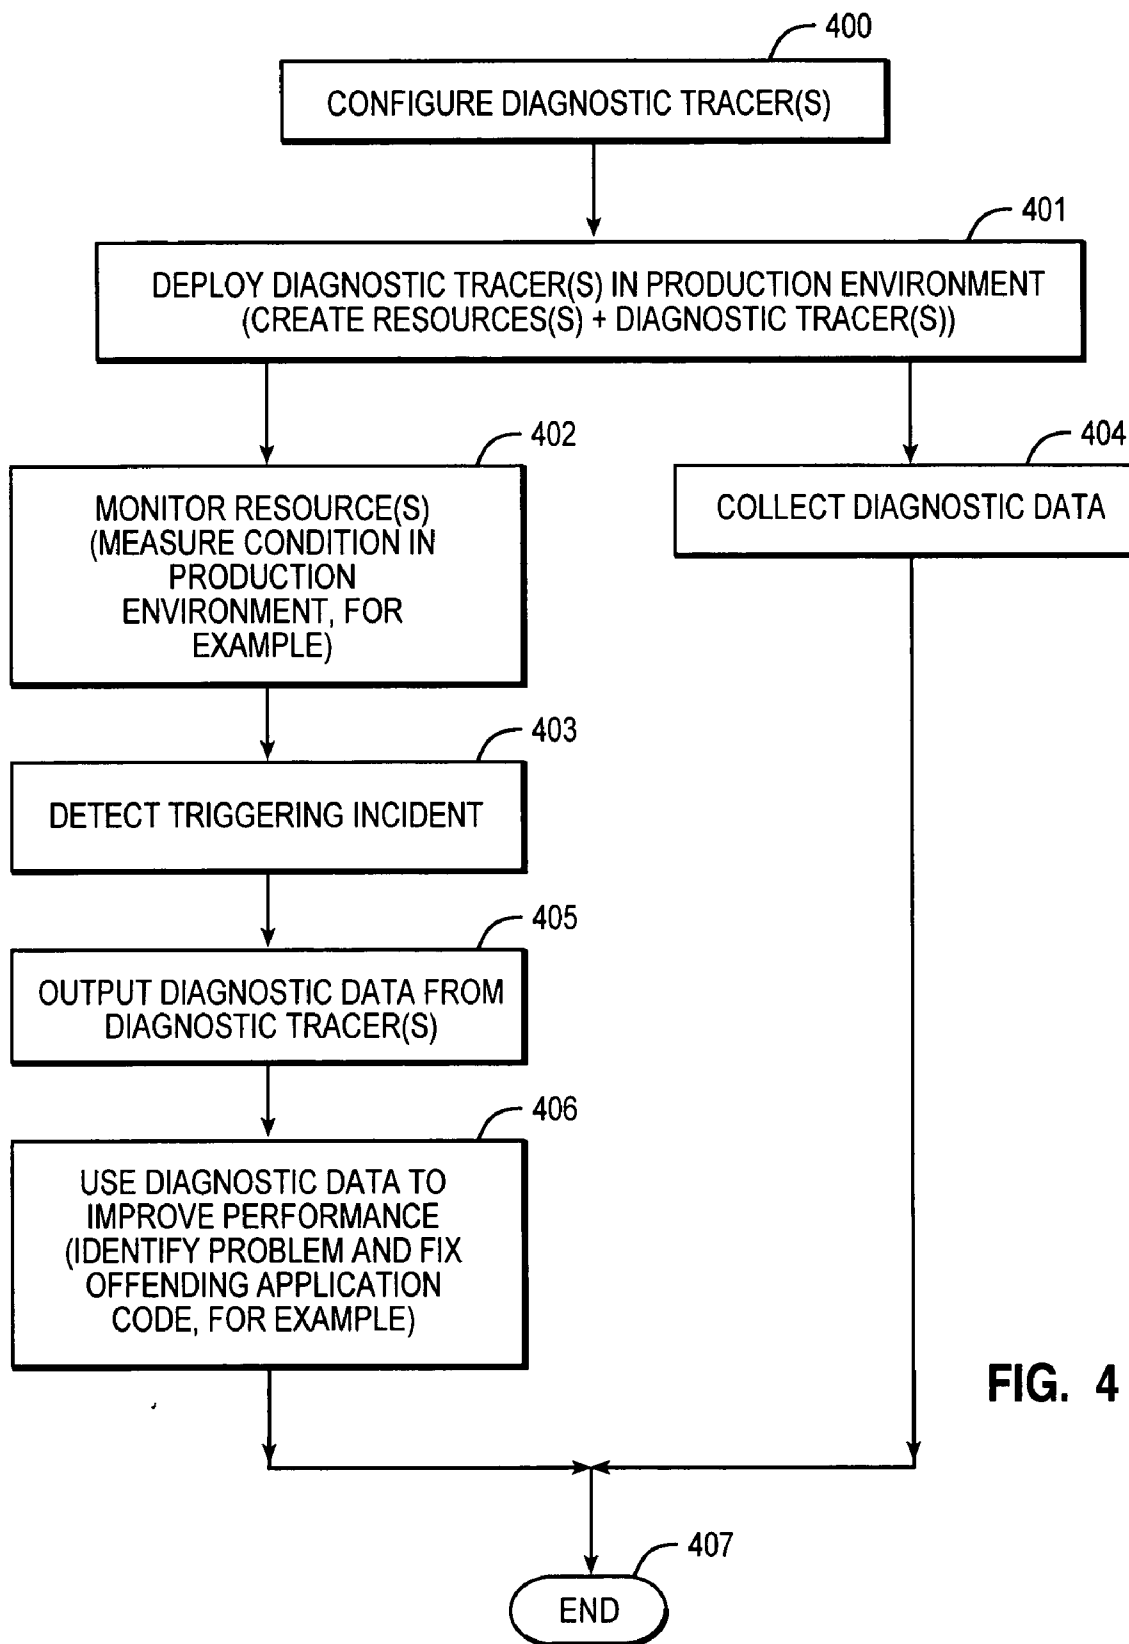 400
CONFIGURE DIAGNOSTIC TRACER(S)
401
DEPLOY DIAGNOSTIC TRACER(S) IN PRODUCTION ENVIRONMENT
(CREATE RESOURCES(S) + DIAGNOSTIC TRACER(S))
402
MONITOR RESOURCE(S)
(MEASURE CONDITION IN
PRODUCTION
ENVIRONMENT, FOR
EXAMPLE)
404
COLLECT DIAGNOSTIC DATA
403
DETECT TRIGGERING INCIDENT
405
OUTPUT DIAGNOSTIC DATA FROM
DIAGNOSTIC TRACER(S)
406
USE DIAGNOSTIC DATA TO
IMPROVE PERFORMANCE
(IDENTIFY PROBLEM AND FIX
OFFENDING APPLICATION
CODE, FOR EXAMPLE)
FIG. 4
407
END